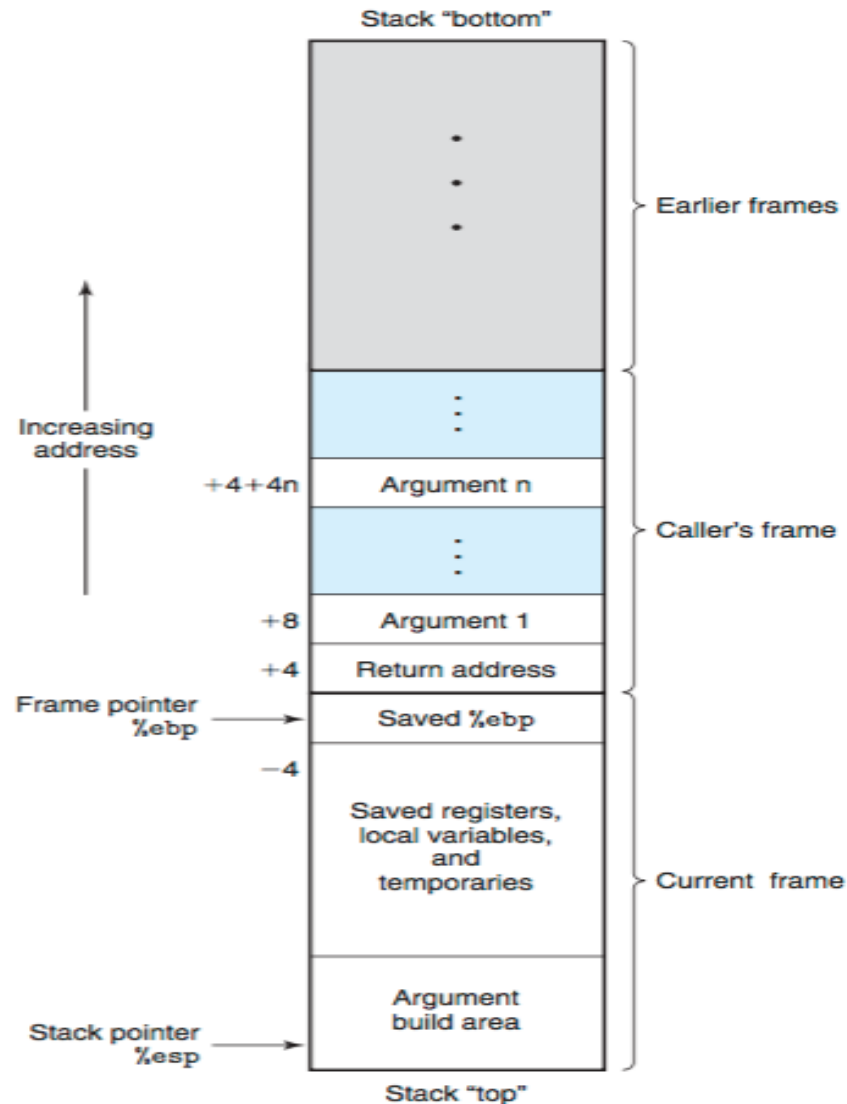 Stack “bottom”
Earlier frames
Increasing
address
+4+4n
Argument n
Caller’s frame
+8
Argument 1
+4
Return address
Frame pointer
%ebp
Saved %ebp
−4
Saved registers,
local variables,
and
temporaries
Current frame
Argument
build area
Stack pointer
%esp
Stack “top”